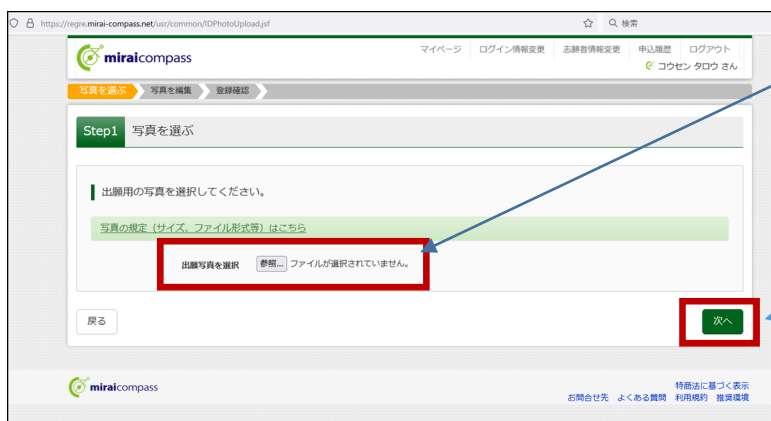 https://regre.mirai-compass.net/usr/common/IDPhotoUpload.jsf
検索
miraicompass
マイページ ログイン情報変更 志願者情報変更 申込履歴 ログアウト
コウセン タロウ さん
写真を選ぶ 写真を編集 登録確認
Step1 写真を選ぶ
出願用の写真を選択してください。
写真の規定（サイズ、ファイル形式等）はこちら
出願写真を選択 参照... ファイルが選択されていません。
戻る 次へ
miraicompass
特商法に基づく表示
お問合せ先 よくある質問 利用規約 推奨環境